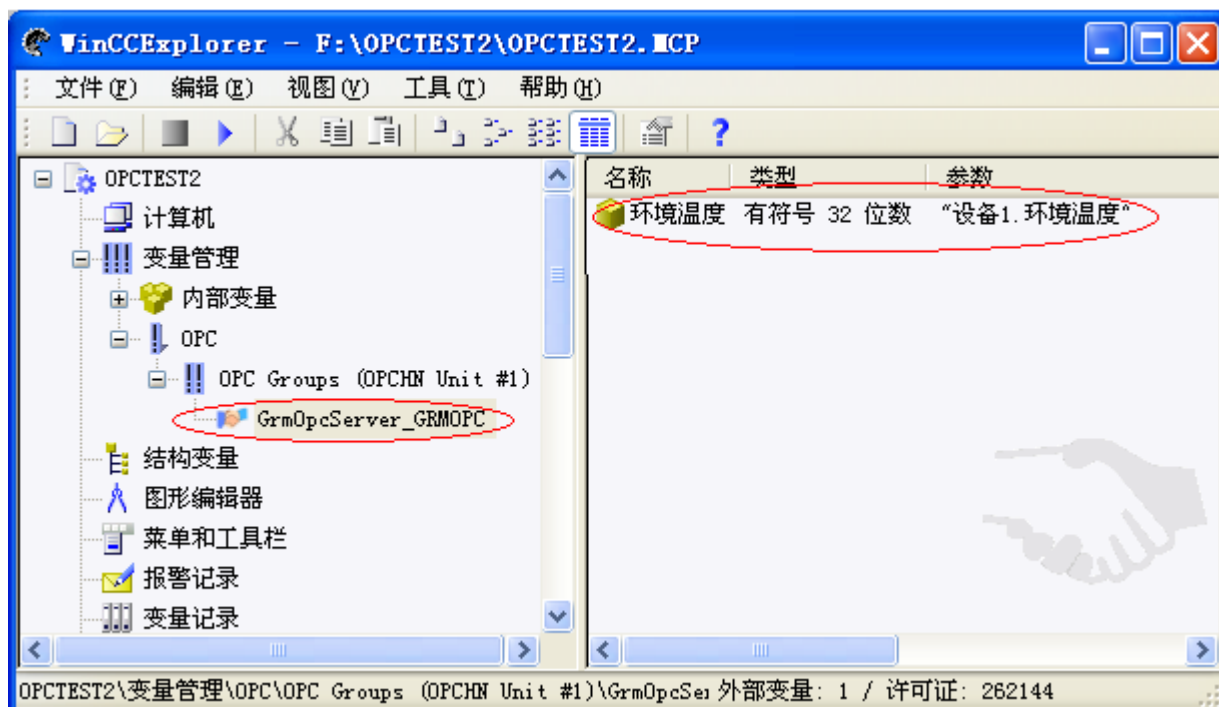 WinCCExplorer - F:\OPCTEST2\OPCTEST2.MCP
文件(F) 编辑(E) 视图(V) 工具(T) 帮助(H)
OPCTEST2
计算机
变量管理
内部变量
OPC
OPC Groups (OPCHN Unit #1)
GrmOpcServer_GRMOPC
结构变量
图形编辑器
菜单和工具栏
报警记录
变量记录
名称 类型 参数
环境温度 有符号 32 位数 "设备1.环境温度"
OPCTEST2\变量管理\OPC\OPC Groups (OPCHN Unit #1)\GrmOpcSer 外部变量: 1 / 许可证: 262144